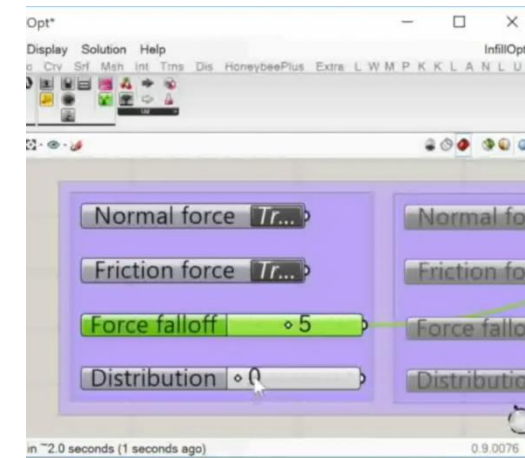 Opt*
Display Solution Help InfillOpt
Crv Srf Msh Int Trns Dis HoneybeePlus Extra L W M P K K L A N L U
Normal force Tr... Normal fo
Friction force Tr... Friction fo
Force falloff ◇ 5 Force fallo
Distribution ◇ 0 Distributio
in ~2.0 seconds (1 seconds ago) 0.9.0076